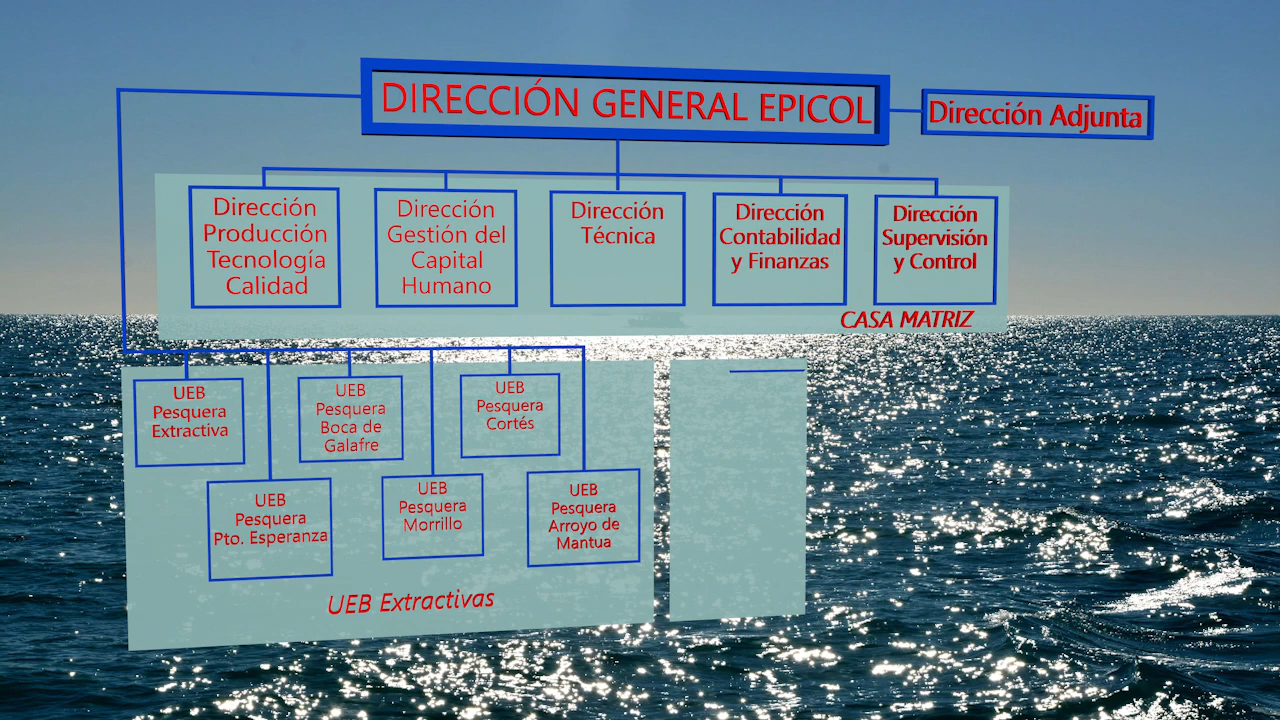 DIRECCIÓN GENERAL EPICOL
Dirección Adjunta
Dirección
Producción
Tecnología
Calidad
Dirección
Gestión del
Capital
Humano
Dirección
Técnica
Dirección
Contabilidad
y Finanzas
Dirección
Supervisión
y Control
CASA MATRIZ
UEB
Pesquera
Extractiva
UEB
Pesquera
Boca de
Galafre
UEB
Pesquera
Cortés
UEB
Pesquera
Pto. Esperanza
UEB
Pesquera
Morrillo
UEB
Pesquera
Arroyo de
Mantua
UEB Extractivas